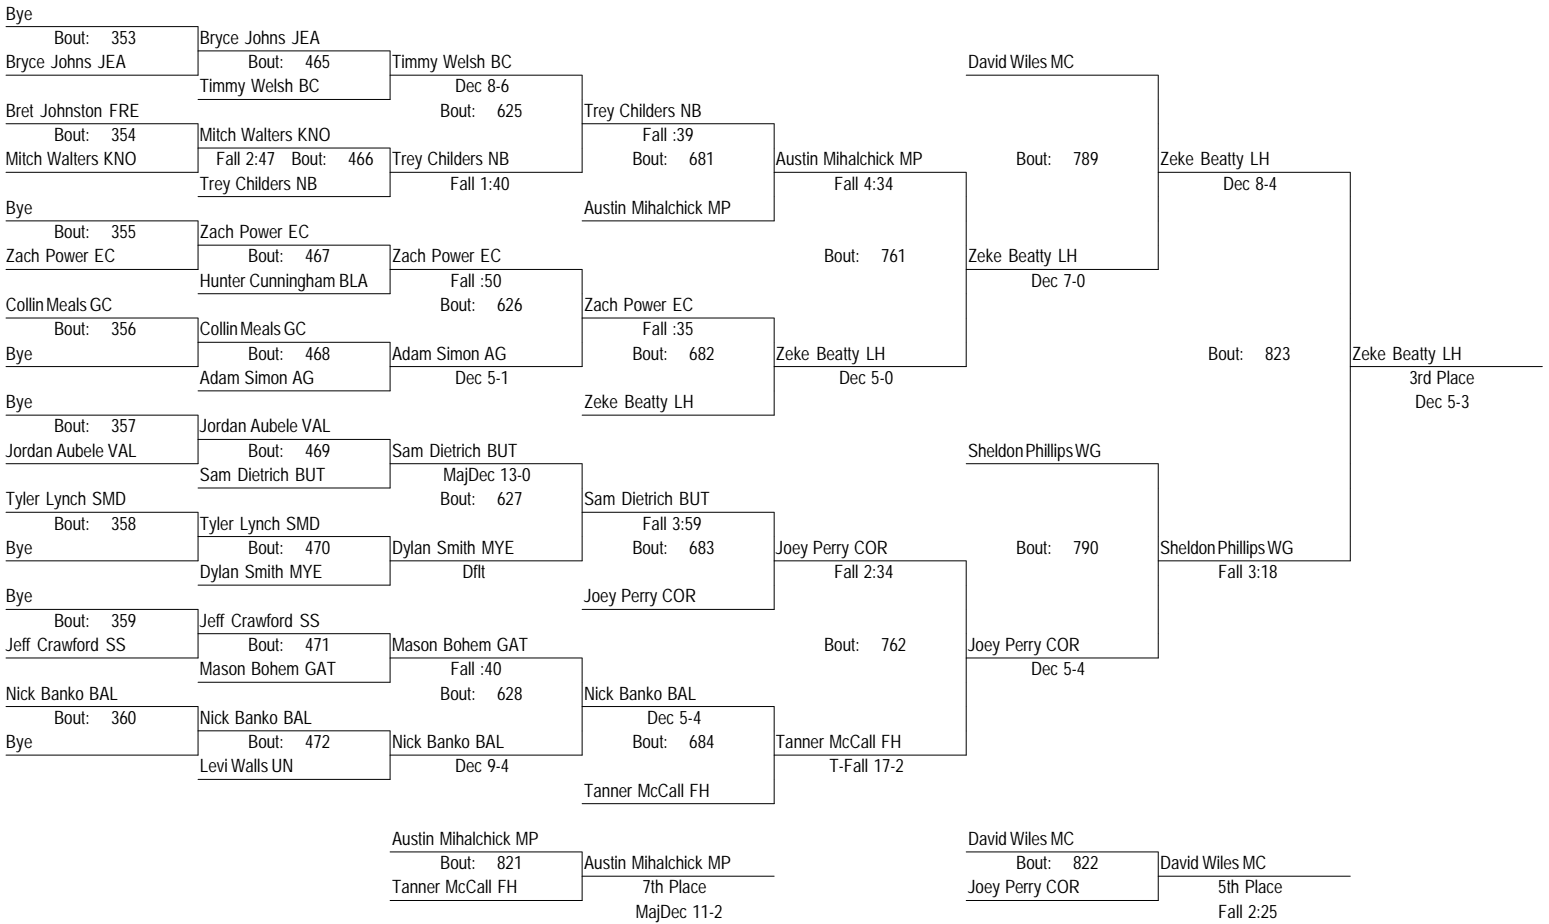 Bye
Bout: 353
Bryce Johns JEA
Bret Johnston FRE
Bout: 354
Mitch Walters KNO
Bye
Bout: 355
Zach Power EC
Collin Meals GC
Bout: 356
Bye
Bye
Bout: 357
Jordan Aubele VAL
Tyler Lynch SMD
Bout: 358
Bye
Bye
Bout: 359
Jeff Crawford SS
Nick Banko BAL
Bout: 360
Bye
Bryce Johns JEA
Bout: 465
Timmy Welsh BC
Mitch Walters KNO
Fall 2:47 Bout: 466
Trey Childers NB
Zach Power EC
Bout: 467
Hunter Cunningham BLA
Collin Meals GC
Bout: 468
Adam Simon AG
Jordan Aubele VAL
Bout: 469
Sam Dietrich BUT
Tyler Lynch SMD
Bout: 470
Dylan Smith MYE
Jeff Crawford SS
Bout: 471
Mason Bohem GAT
Nick Banko BAL
Bout: 472
Levi Walls UN
Timmy Welsh BC
Dec 8-6
Bout: 625
Trey Childers NB
Fall 1:40
Zach Power EC
Fall :50
Bout: 626
Adam Simon AG
Dec 5-1
Sam Dietrich BUT
MajDec 13-0
Bout: 627
Dylan Smith MYE
Dflt
Mason Bohem GAT
Fall :40
Bout: 628
Nick Banko BAL
Dec 9-4
Trey Childers NB
Fall :39
Bout: 681
Austin Mihalchick MP
Zach Power EC
Fall :35
Bout: 682
Zeke Beatty LH
Sam Dietrich BUT
Fall 3:59
Bout: 683
Joey Perry COR
Nick Banko BAL
Dec 5-4
Bout: 684
Tanner McCall FH
Austin Mihalchick MP
Fall 4:34
Bout: 761
Zeke Beatty LH
Dec 5-0
Joey Perry COR
Fall 2:34
Bout: 762
Tanner McCall FH
T-Fall 17-2
David Wiles MC
Bout: 789
Zeke Beatty LH
Dec 7-0
Sheldon Phillips WG
Bout: 790
Joey Perry COR
Dec 5-4
Zeke Beatty LH
Dec 8-4
Bout: 823
Sheldon Phillips WG
Fall 3:18
Zeke Beatty LH
3rd Place
Dec 5-3
Austin Mihalchick MP
Bout: 821
Tanner McCall FH
Austin Mihalchick MP
7th Place
MajDec 11-2
David Wiles MC
Bout: 822
Joey Perry COR
David Wiles MC
5th Place
Fall 2:25